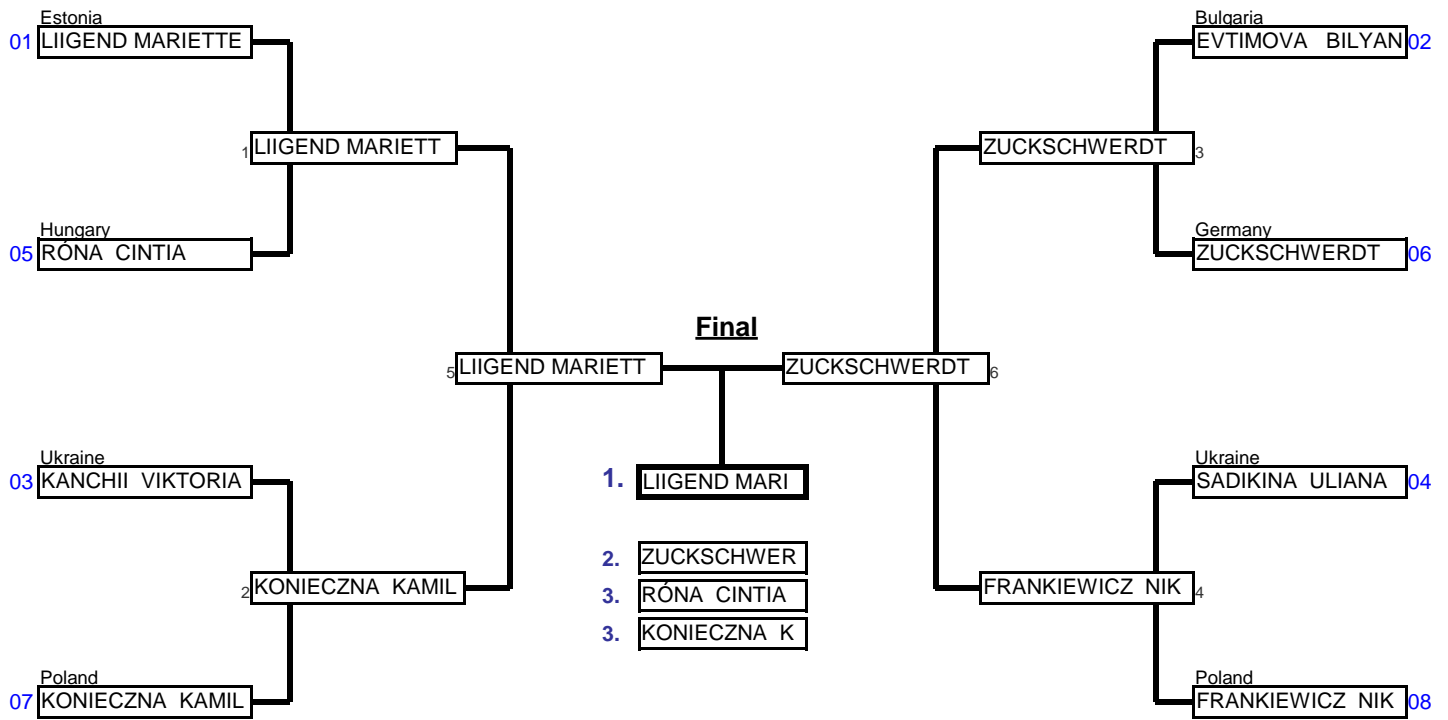 Estonia
01 LIIGEND MARIETTE
Bulgaria
EVTIMOVA BILYAN 02
1 LIIGEND MARIETT
ZUCKSCHWERDT 3
Hungary
05 RÓNA CINTIA
Germany
ZUCKSCHWERDT 06
Final
5 LIIGEND MARIETT
ZUCKSCHWERDT 6
Ukraine
03 KANCHII VIKTORIA
1. LIIGEND MARI
Ukraine
SADIKINA ULIANA 04
2. ZUCKSCHWER
2 KONIECZNA KAMIL
3. RÓNA CINTIA
FRANKIEWICZ NIK 4
3. KONIECZNA K
Poland
07 KONIECZNA KAMIL
Poland
FRANKIEWICZ NIK 08